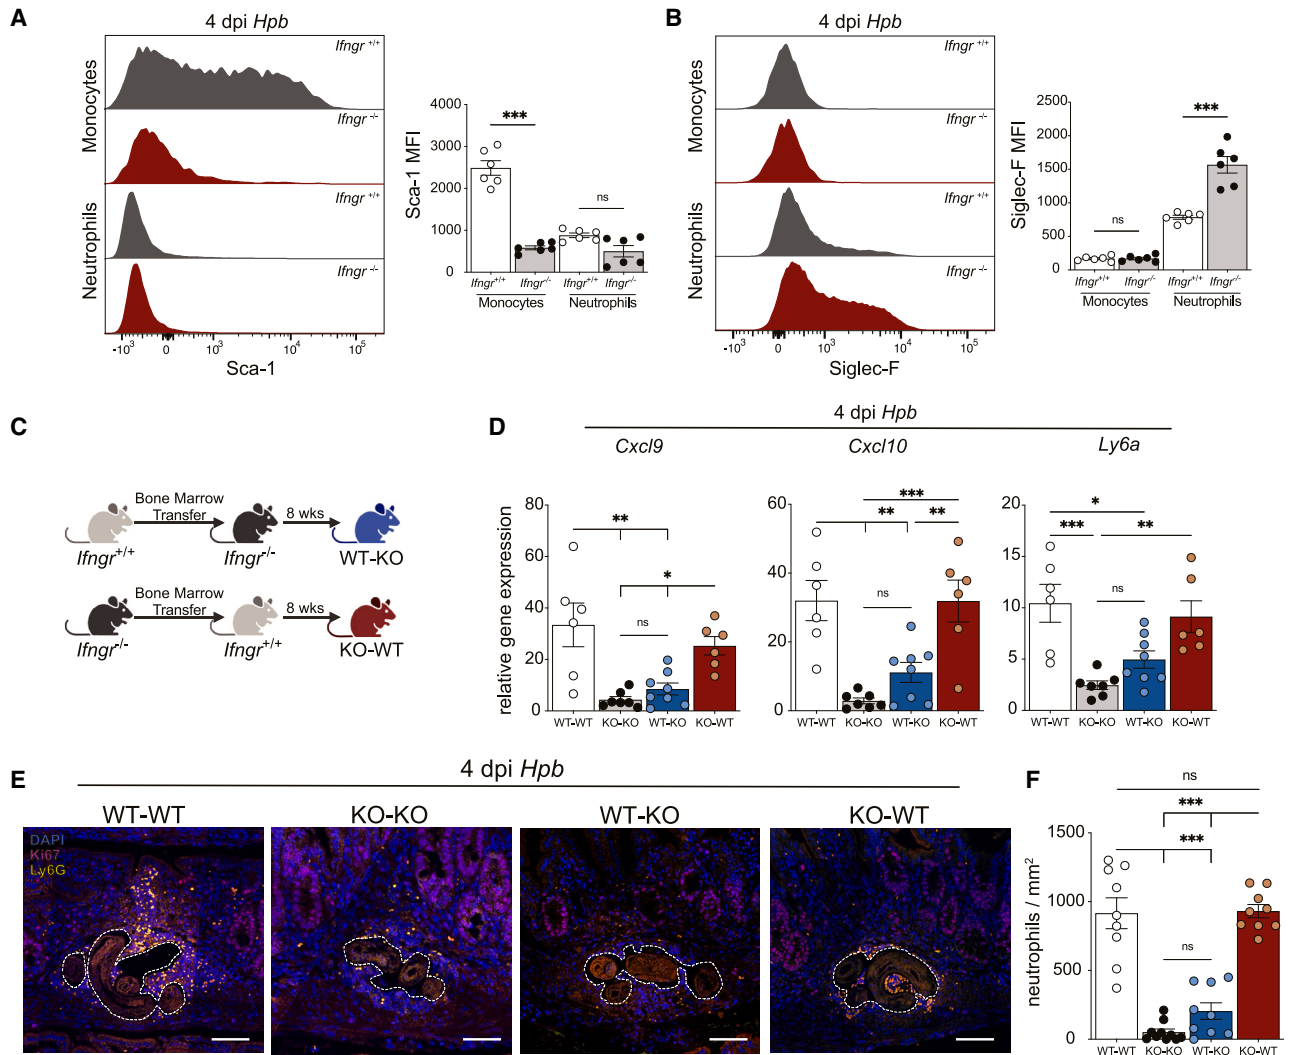 A
4 dpi Hpb
Monocytes
Neutrophils
Ifngr +/+
Ifngr -/-
Ifngr +/+
Ifngr -/-
-10³ 0 10³ 10⁴ 10⁵
Sca-1
Sca-1 MFI
4000
3000
2000
1000
0
***
ns
Ifngr+/+ Ifngr-/- Ifngr+/+ Ifngr-/-
Monocytes Neutrophils
B
4 dpi Hpb
Monocytes
Neutrophils
Ifngr +/+
Ifngr -/-
Ifngr +/+
Ifngr -/-
-10³ 0 10³ 10⁴ 10⁵
Siglec-F
Siglec-F MFI
2500
2000
1500
1000
500
0
ns
***
Ifngr+/+ Ifngr-/- Ifngr+/+ Ifngr-/-
Monocytes Neutrophils
C
Bone Marrow
Transfer
8 wks
Ifngr+/+ Ifngr-/- WT-KO
Bone Marrow
Transfer
8 wks
Ifngr-/- Ifngr+/+ KO-WT
D
4 dpi Hpb
Cxcl9 Cxcl10 Ly6a
relative gene expression
80
60
40
20
0
**
*
ns
WT-WT KO-KO WT-KO KO-WT
60
40
20
0
***
** **
ns
WT-WT KO-KO WT-KO KO-WT
20
15
10
5
0
*
*** **
ns
WT-WT KO-KO WT-KO KO-WT
E
4 dpi Hpb
WT-WT KO-KO WT-KO KO-WT
DAPI
Ki67
Ly6G
F
neutrophils / mm²
1500
1000
500
0
ns
***
***
ns
WT-WT KO-KO WT-KO KO-WT